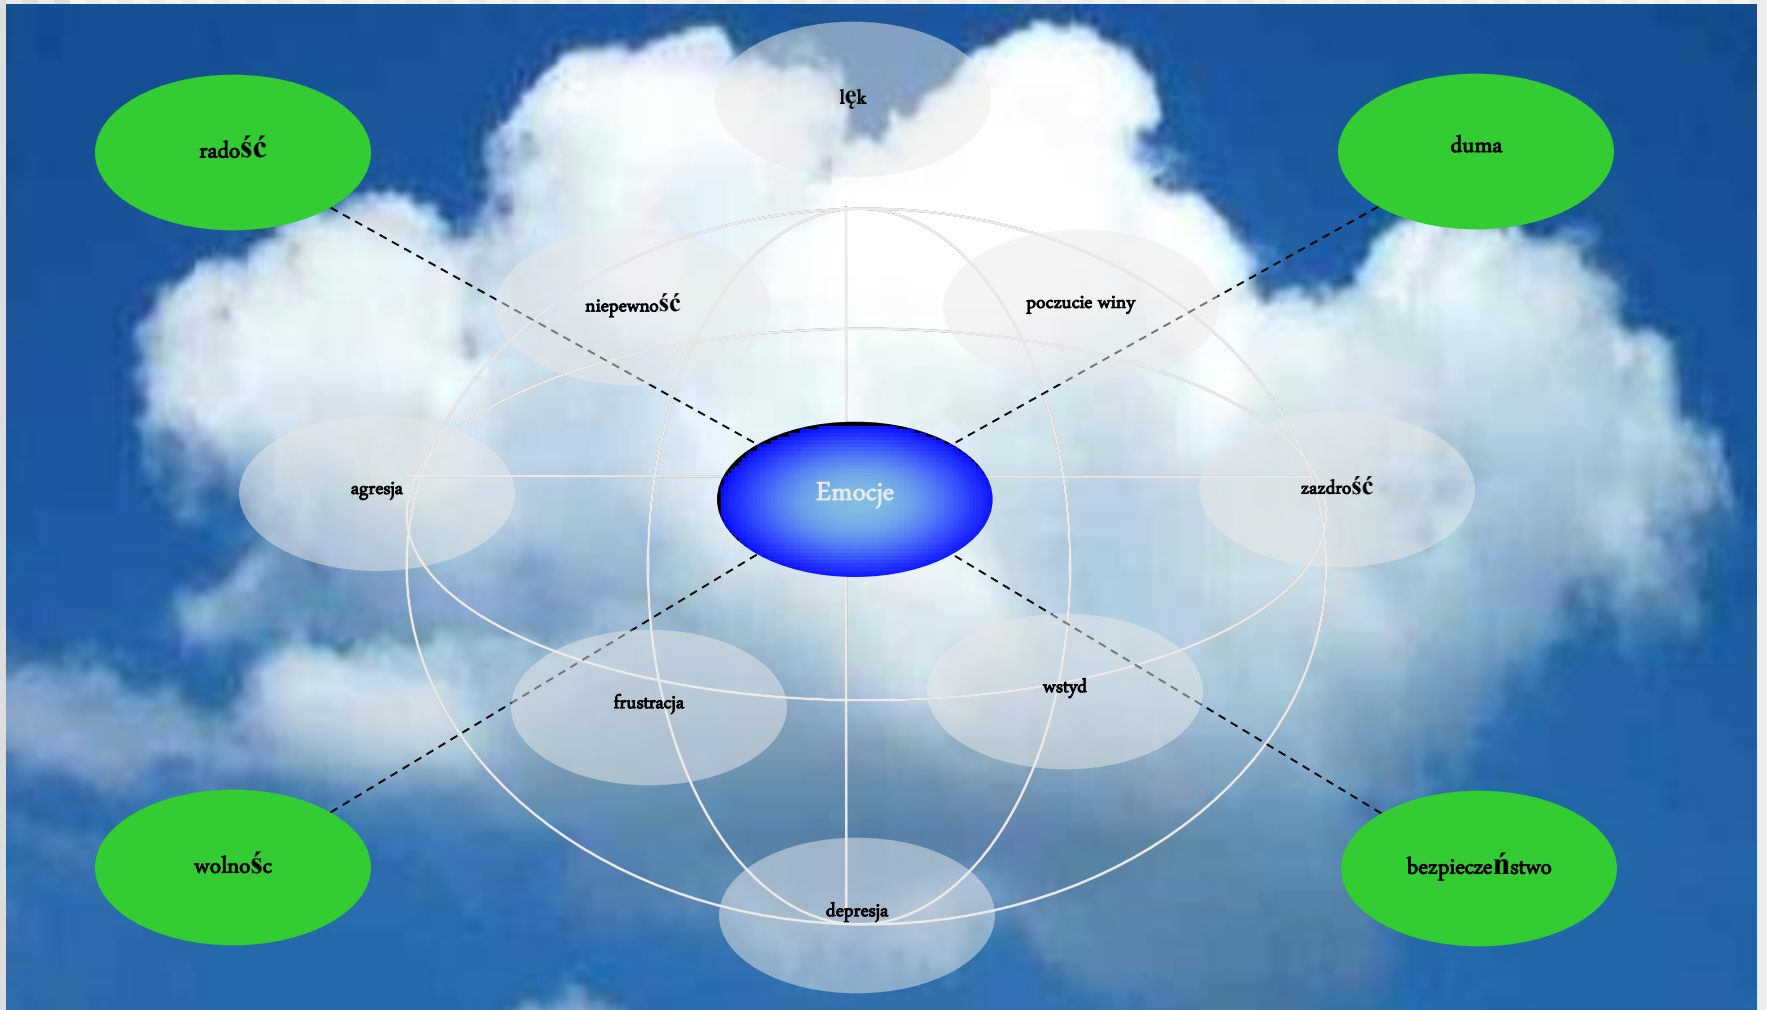 lęk
radość
duma
niepewność
poczucie winy
agresja
Emocje
zazdrość
frustracja
wstyd
wolnośc
bezpieczeństwo
depresja